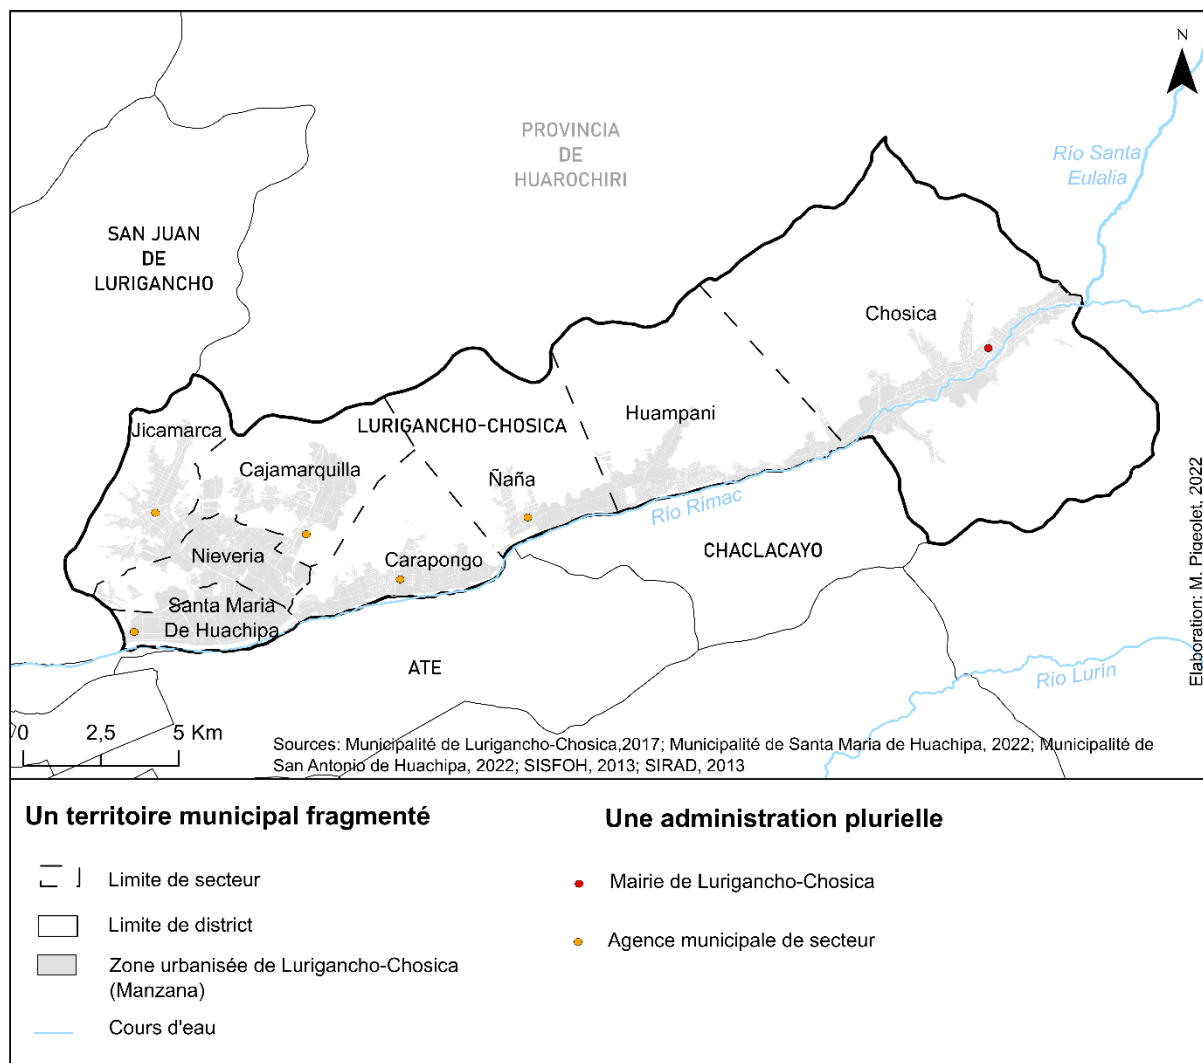 N
PROVINCIA
DE
HUAROCHIRI
Río Santa
Eulalia
SAN JUAN
DE
LURIGANCHO
Chosica
Jicamarca
LURIGANCHO-CHOSICA
Huampani
Cajamarquilla
Ñaña
Río Rímac
Nieveria
Carapongo
CHACLACAYO
Santa Maria
De Huachipa
ATE
Río Lurín
Elaboration: M. Pigeolet, 2022
0 2,5 5 Km
Sources: Municipalité de Lurigancho-Chosica,2017; Municipalité de Santa Maria de Huachipa, 2022; Municipalité de
San Antonio de Huachipa, 2022; SISFOH, 2013; SIRAD, 2013
Un territoire municipal fragmenté
Limite de secteur
Limite de district
Zone urbanisée de Lurigancho-Chosica
(Manzana)
Cours d'eau
Une administration plurielle
Mairie de Lurigancho-Chosica
Agence municipale de secteur